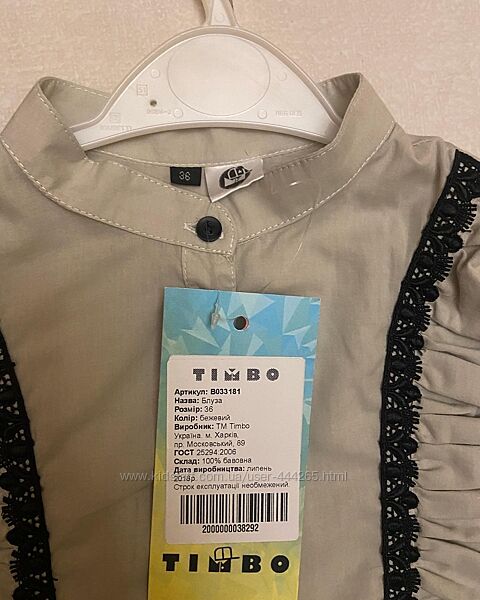 36
TIMBO
Артикул: B033181
Назва: Блуза
Розмір: 36
Колір: бежевий
Виробник: ТМ Timbo
Україна. м. Харків,
пр. Московський, 89
ГОСТ 25294:2006
Склад: 100% бавовна
Дата виробництва: липень
2018р.
Строк експлуатації необмежений.
2000000038292
TIMBO